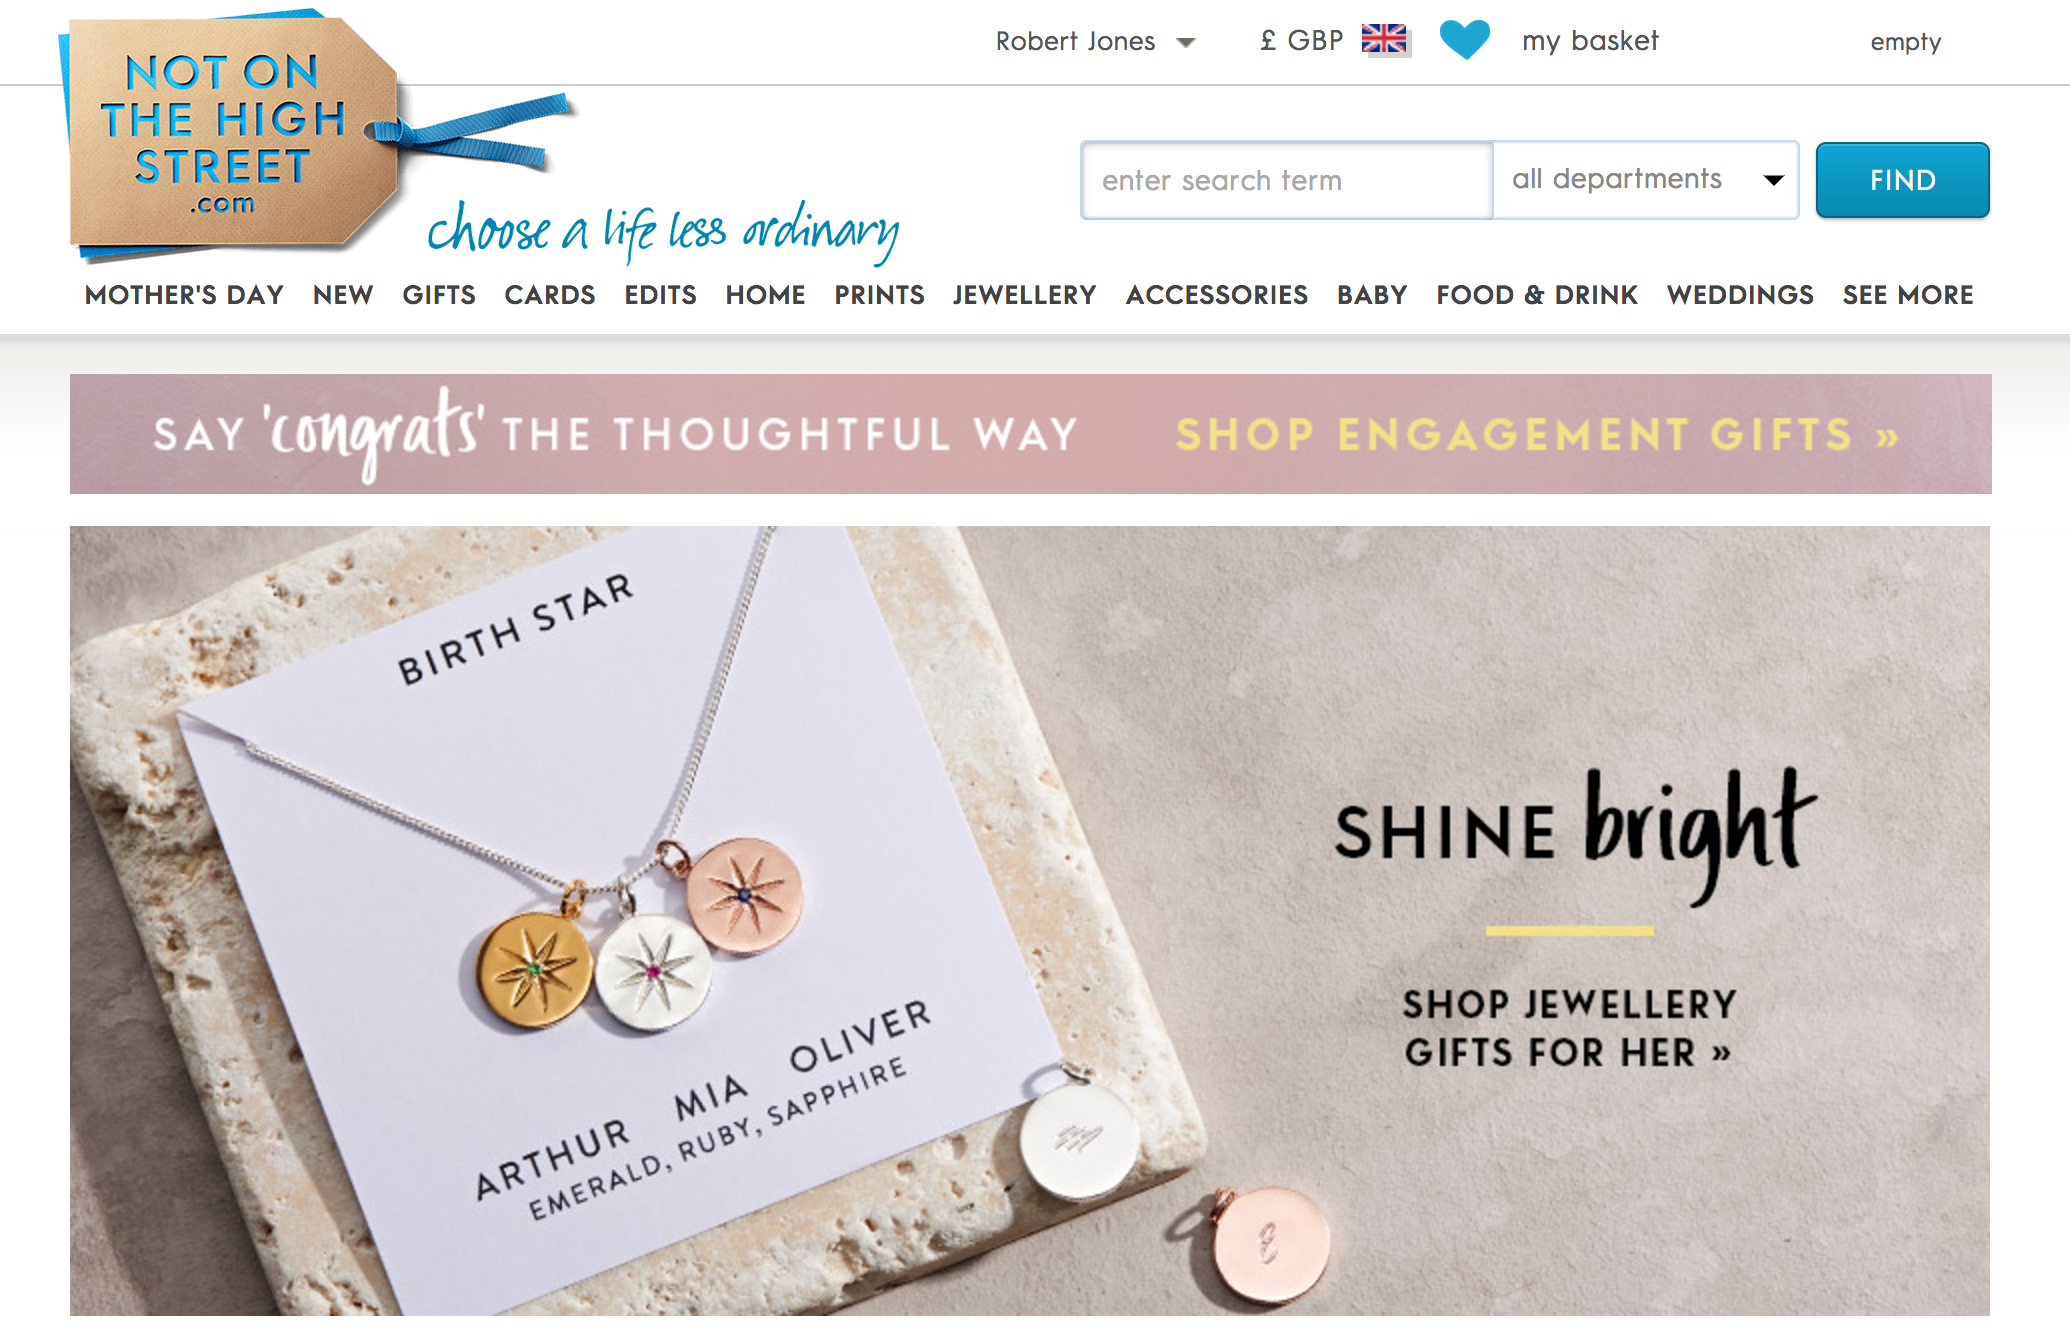 Robert Jones
£ GBP
my basket
empty
NOT ON
THE HIGH
STREET
.com
choose a life less ordinary
enter search term
all departments
FIND
MOTHER'S DAY NEW GIFTS CARDS EDITS HOME PRINTS JEWELLERY ACCESSORIES BABY FOOD & DRINK WEDDINGS SEE MORE
SAY 'congrats' THE THOUGHTFUL WAY SHOP ENGAGEMENT GIFTS »
BIRTH STAR
ARTHUR MIA OLIVER
EMERALD, RUBY, SAPPHIRE
SHINE bright
SHOP JEWELLERY
GIFTS FOR HER »